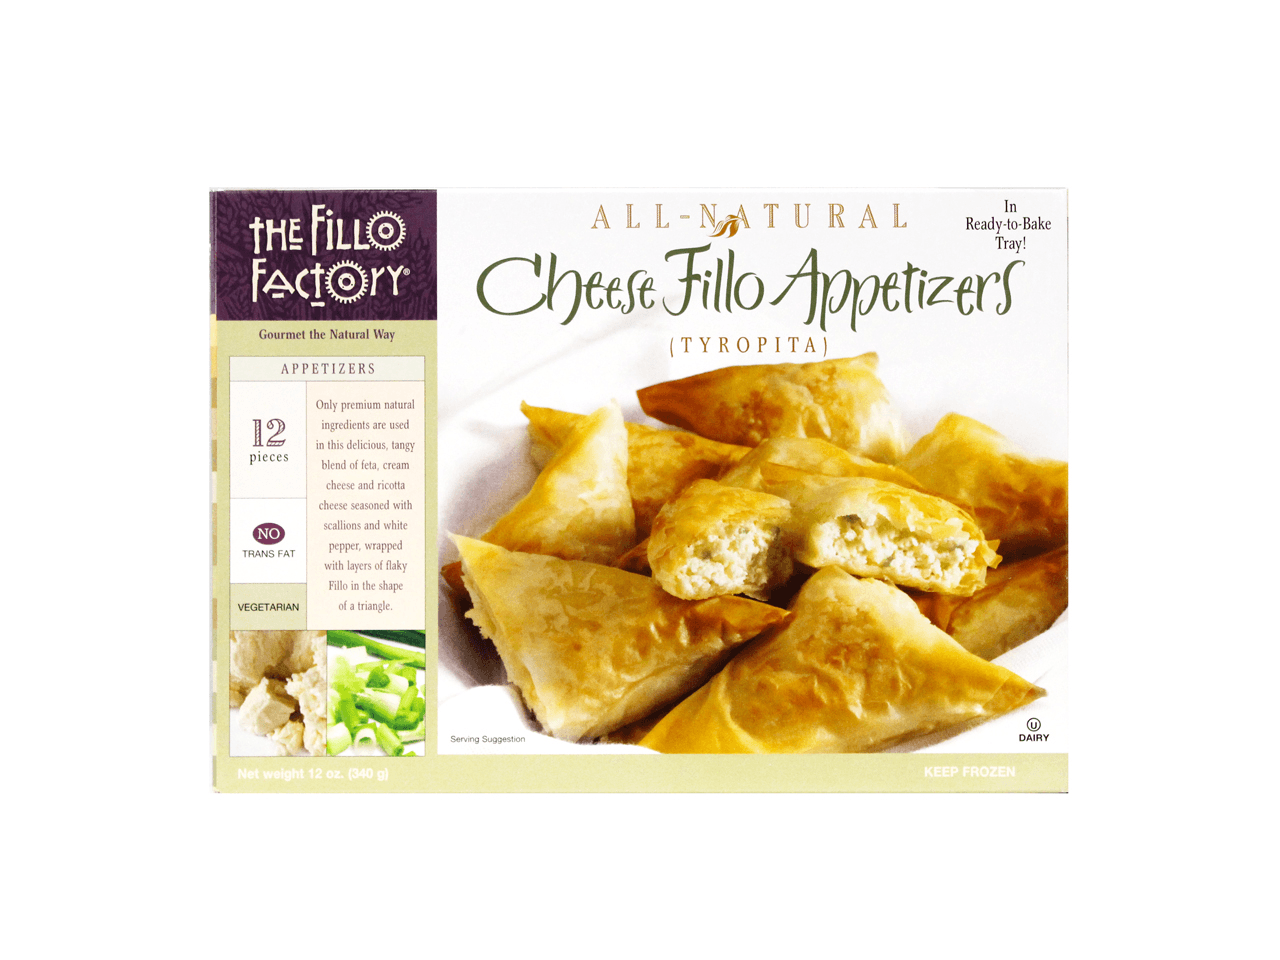 THE FILLO
FACTORY®
Gourmet the Natural Way
APPETIZERS
12
pieces
NO
TRANS FAT
VEGETARIAN
Only premium natural
ingredients are used
in this delicious, tangy
blend of feta, cream
cheese and ricotta
cheese seasoned with
scallions and white
pepper, wrapped
with layers of flaky
Fillo in the shape
of a triangle.
Net weight 12 oz. (340 g)
ALL-NATURAL
Cheese Fillo Appetizers
(TYROPITA)
In
Ready-to-Bake
Tray!
Serving Suggestion
U
DAIRY
KEEP FROZEN